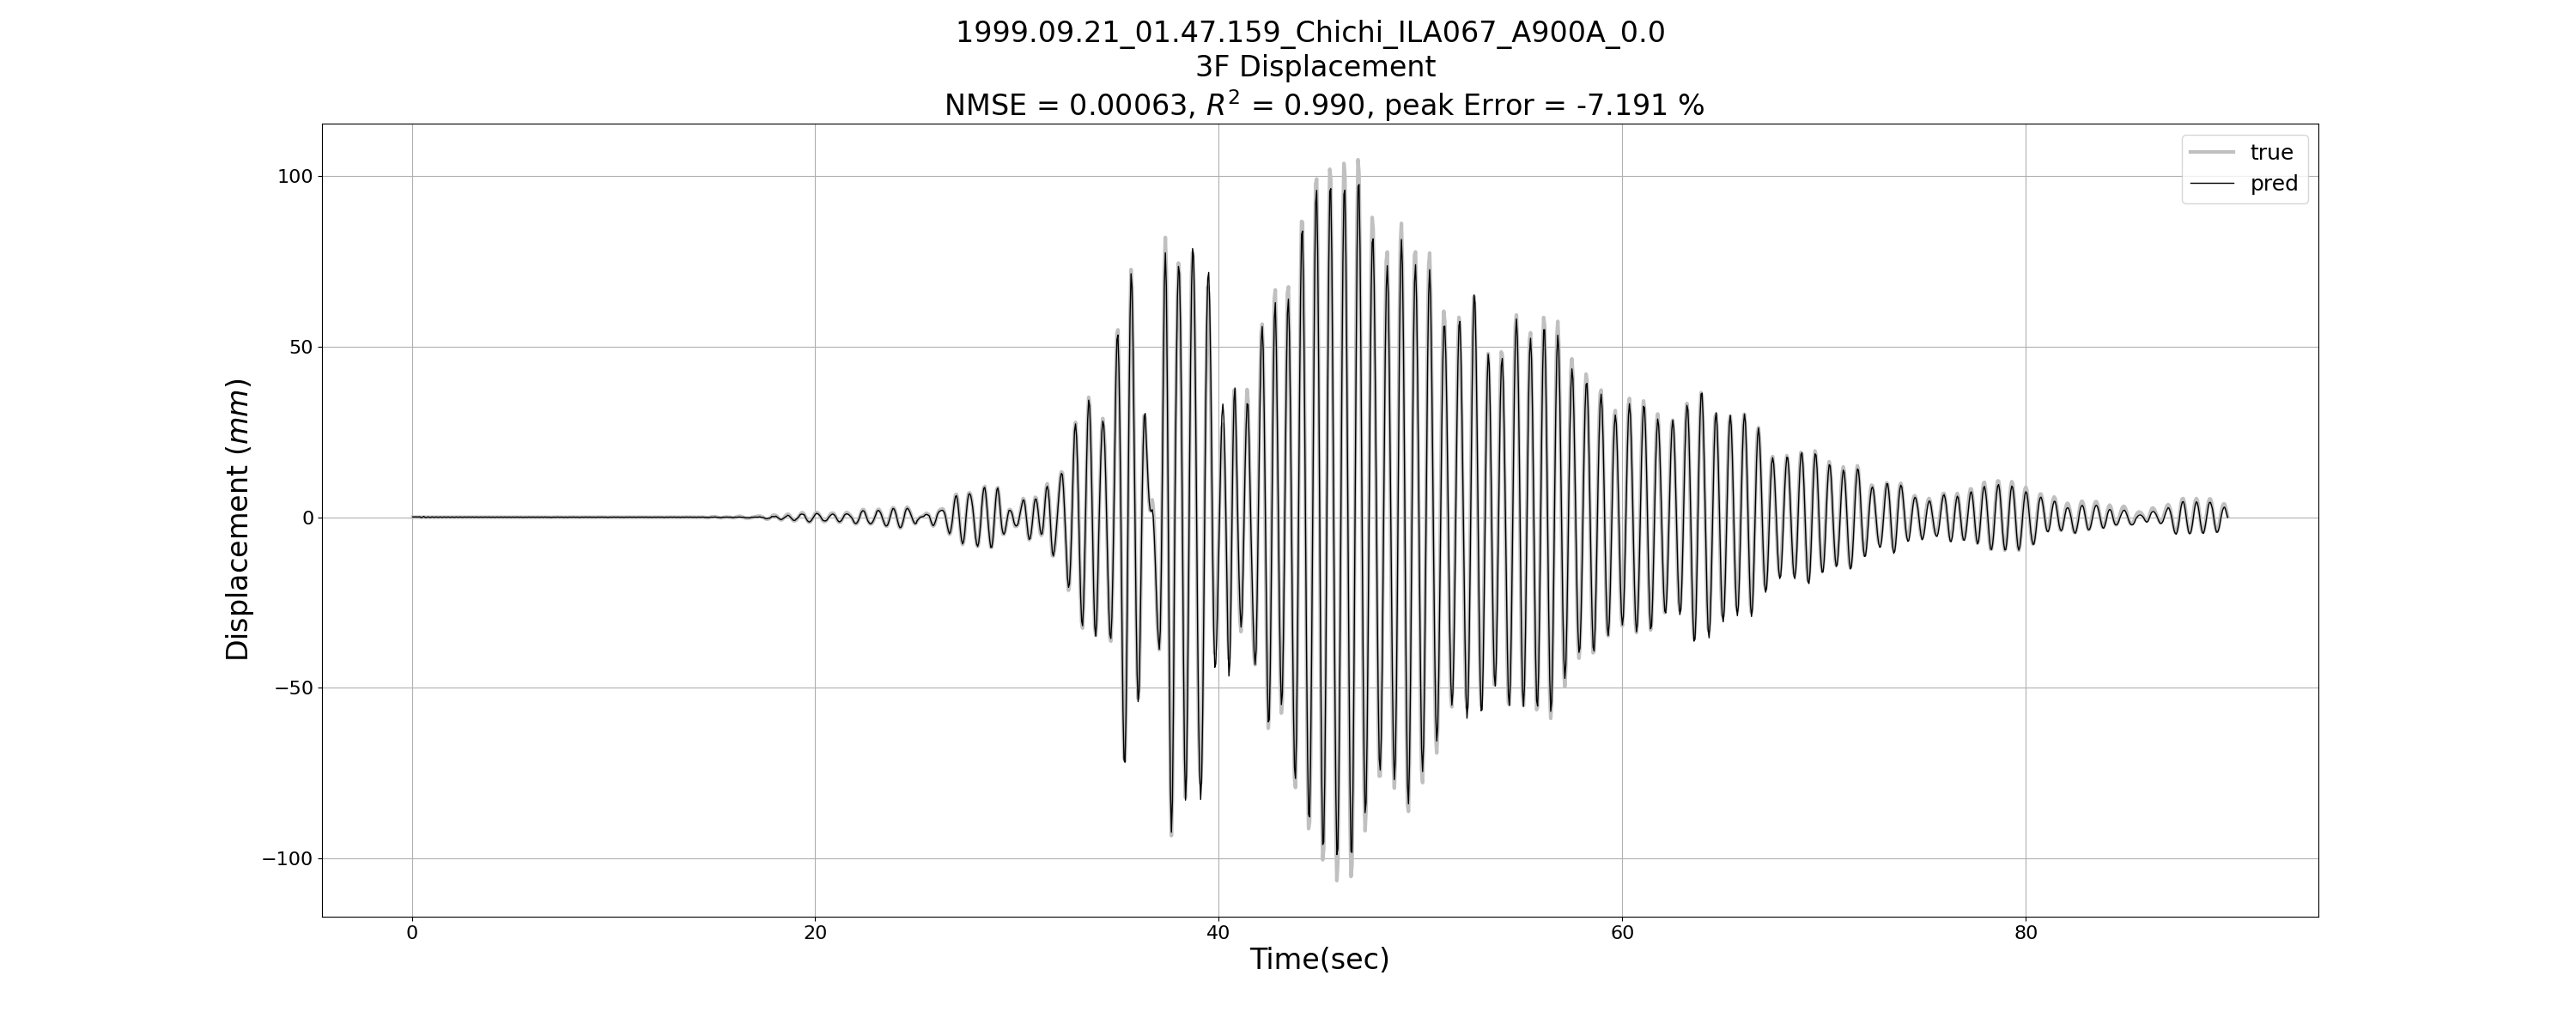 1999.09.21_01.47.159_Chichi_ILA067_A900A_0.0
3F Displacement
NMSE = 0.00063, R² = 0.990, peak Error = -7.191 %
true
pred
100
50
0
−50
−100
Displacement (mm)
0 20 40 60 80
Time(sec)